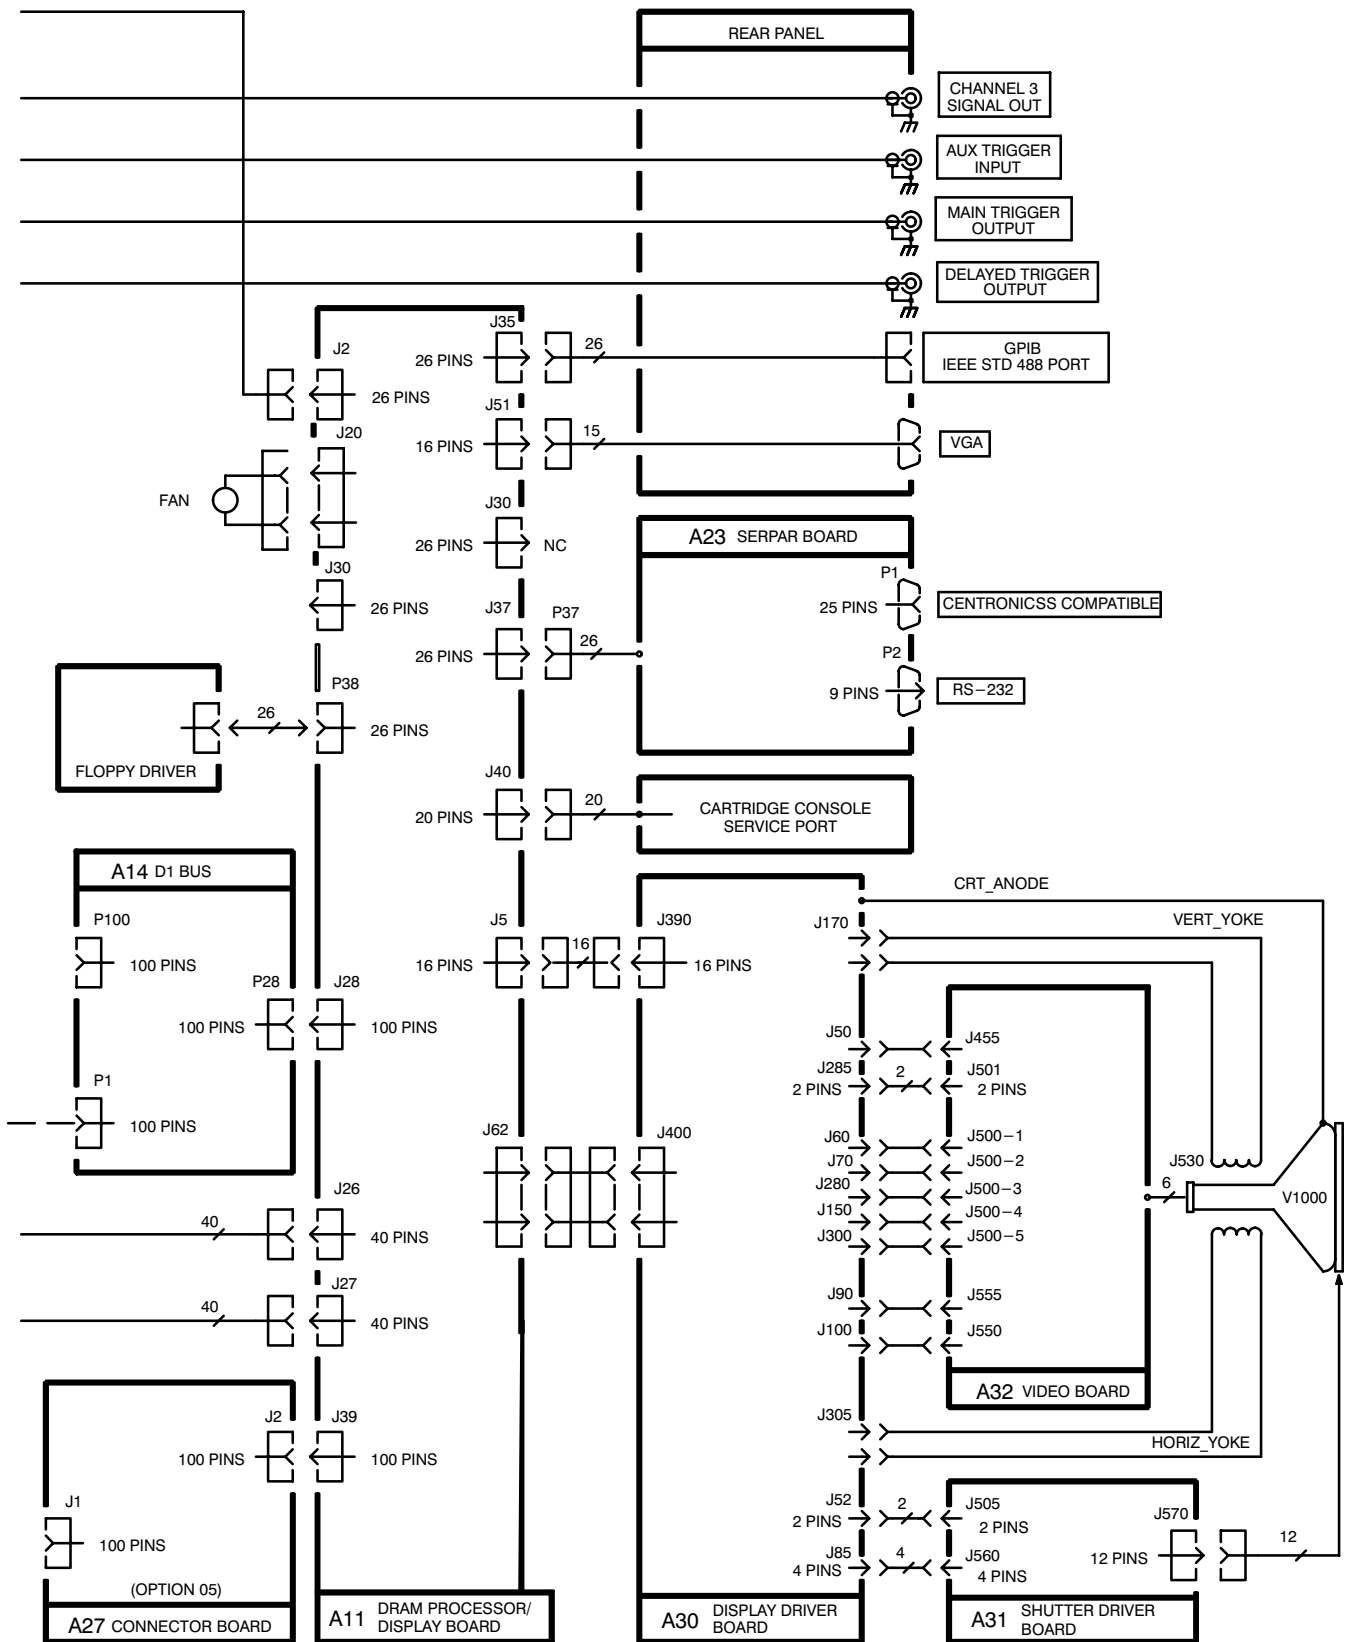 REAR PANEL
CHANNEL 3
SIGNAL OUT
AUX TRIGGER
INPUT
MAIN TRIGGER
OUTPUT
DELAYED TRIGGER
OUTPUT
J35
26 PINS
26
GPIB
IEEE STD 488 PORT
J2
26 PINS
J51
16 PINS
15
VGA
J20
FAN
J30
26 PINS
NC
A23 SERPAR BOARD
P1
25 PINS
CENTRONICSS COMPATIBLE
J30
26 PINS
J37
P37
26 PINS
26
P2
9 PINS
RS-232
P38
26
26 PINS
FLOPPY DRIVER
J40
20 PINS
20
CARTRIDGE CONSOLE
SERVICE PORT
A14 D1 BUS
P100
100 PINS
P28
J28
100 PINS
100 PINS
P1
100 PINS
J5
16 PINS
16
J390
16 PINS
CRT_ANODE
J170
VERT_YOKE
J50
J455
J285
2 PINS
2
J501
2 PINS
J62
J400
J60
J500-1
J70
J500-2
J280
J500-3
J150
J500-4
J300
J500-5
J530
6
V1000
J26
40
40 PINS
J27
40
40 PINS
J90
J555
J100
J550
A32 VIDEO BOARD
J305
HORIZ_YOKE
J2
J39
100 PINS
100 PINS
J1
100 PINS
(OPTION 05)
A27 CONNECTOR BOARD
A11 DRAM PROCESSOR/
DISPLAY BOARD
J52
2 PINS
2
J505
2 PINS
J85
4 PINS
4
J560
4 PINS
J570
12 PINS
12
A30 DISPLAY DRIVER
BOARD
A31 SHUTTER DRIVER
BOARD